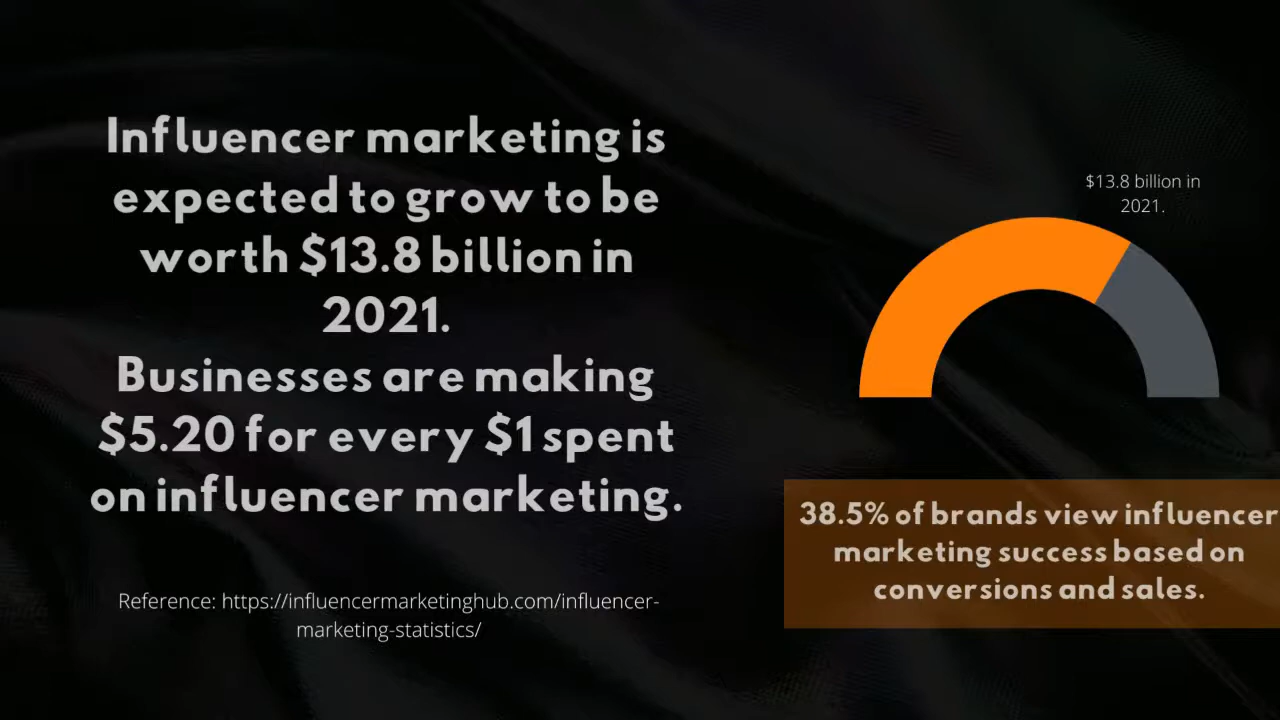 Influencer marketing is
expected to grow to be
worth $13.8 billion in
2021.
Businesses are making
$5.20 for every $1 spent
on influencer marketing.
Reference: https://influencermarketinghub.com/influencer-
marketing-statistics/
$13.8 billion in
2021.
38.5% of brands view influencer
marketing success based on
conversions and sales.